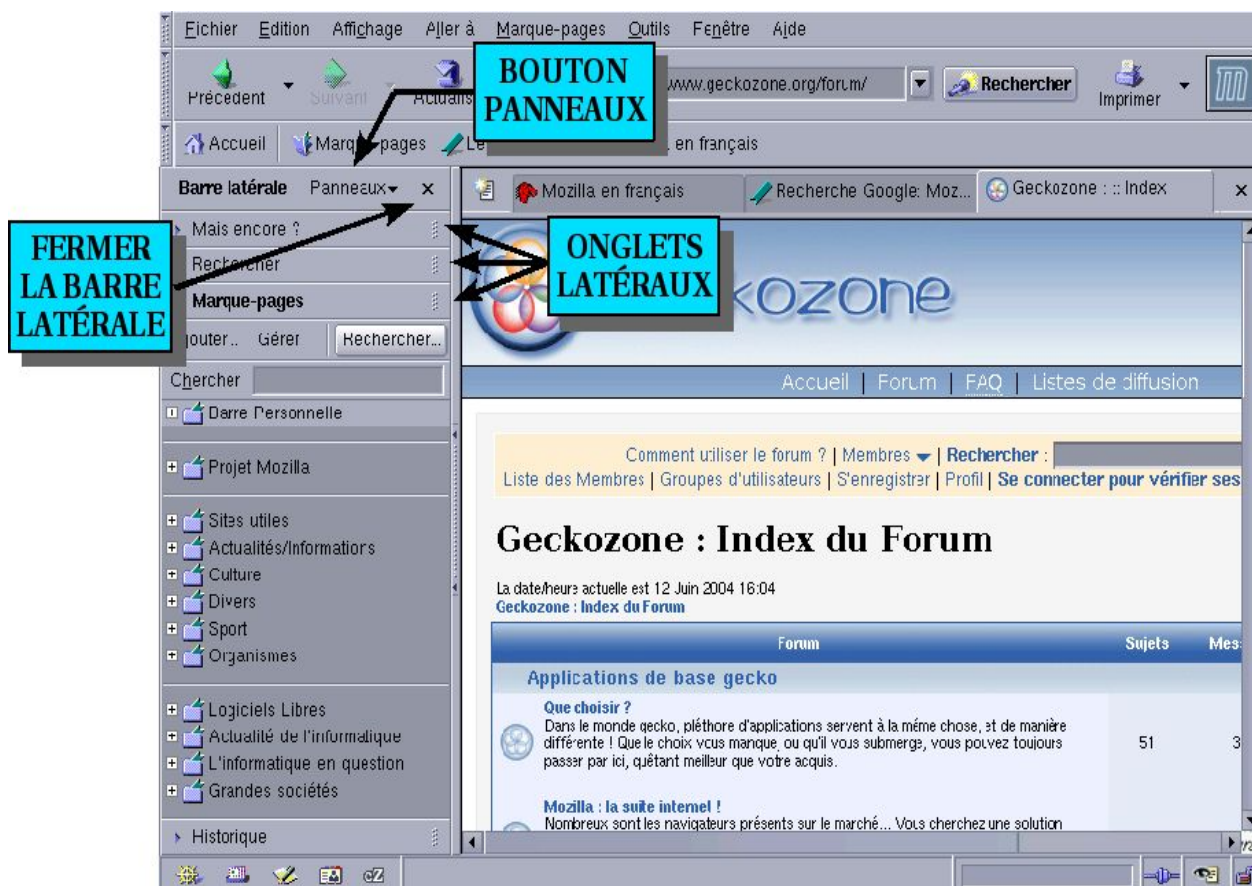 Fichier Edition Affichage Aller à Marque-pages Outils Fenêtre Aide
Précédent Suivant
www.geckozone.org/forum/ Rechercher Imprimer
BOUTON
PANNEAUX
Accueil
en français
Barre latérale Panneaux
Mozilla en français Recherche Google: Moz... Geckozone : :: Index
FERMER
LA BARRE
LATÉRALE
ONGLETS
LATÉRAUX
Mais encore ?
Rechercher
Marque-pages
Gérer Rechercher...
Chercher
Barre Personnelle
Projet Mozilla
Sites utiles
Actualités/Informations
Culture
Divers
Sport
Organismes
Logiciels Libres
Actualité de l'informatique
L'informatique en question
Grandes sociétés
Historique
Accueil | Forum | FAQ | Listes de diffusion
Comment utiliser le forum ? | Membres | Rechercher :
Liste des Membres | Groupes d'utilisateurs | S'enregistrer | Profil | Se connecter pour vérifier ses
Geckozone : Index du Forum
La date/heure actuelle est 12 Juin 2004 16:04
Geckozone : Index du Forum
Forum Sujets
Applications de base gecko
Que choisir ?
Dans le monde gecko, pléthore d'applications servent à la même chose, et de manière
différente ! Que le choix vous manque, ou qu'il vous submerge, vous pouvez toujours
passer par ici, quêtant meilleur que votre acquis.
51
Mozilla : la suite internet !
Nombreux sont les navigateurs présents sur le marché... Vous cherchez une solution